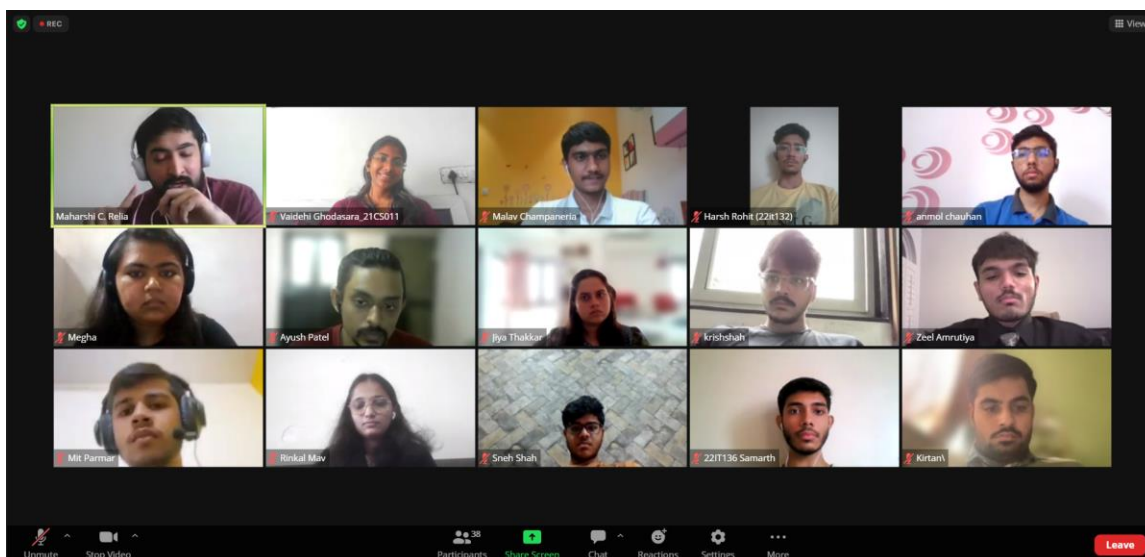 REC
View
Maharshi C. Relia
Vaidehi Ghodasara_21CS011
Malav Champaneria
Harsh Rohit (22it132)
anmol chauhan
Megha
Ayush Patel
Jiya Thakkar
krishshah
Zeel Amrutiya
Mit Parmar
Rinkal Mav
Sneh Shah
22IT136 Samarth
Kirtan\
38
Unmute
Stop Video
Participants
Share Screen
Chat
Reactions
Settings
More
Leave